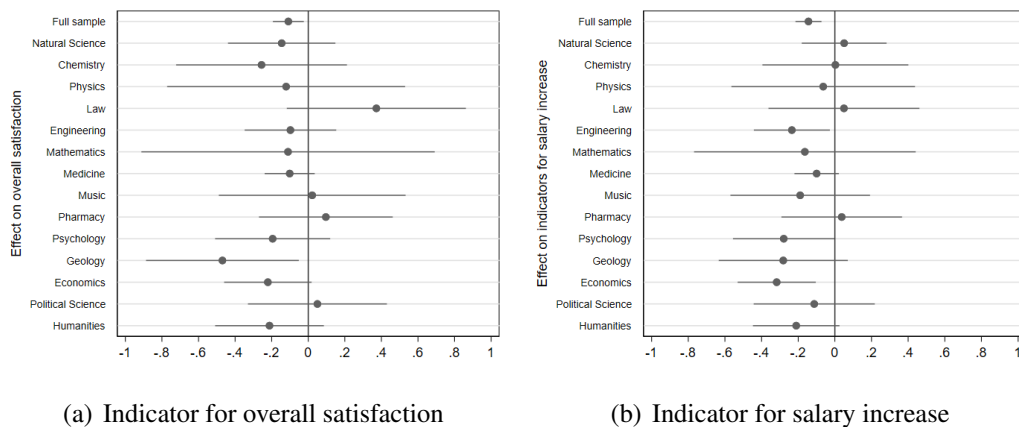 Effect on overall satisfaction
Full sample
Natural Science
Chemistry
Physics
Law
Engineering
Mathematics
Medicine
Music
Pharmacy
Psychology
Geology
Economics
Political Science
Humanities
-1 -.8 -.6 -.4 -.2 0 .2 .4 .6 .8 1
(a) Indicator for overall satisfaction
Effect on indicators for salary increase
Full sample
Natural Science
Chemistry
Physics
Law
Engineering
Mathematics
Medicine
Music
Pharmacy
Psychology
Geology
Economics
Political Science
Humanities
-1 -.8 -.6 -.4 -.2 0 .2 .4 .6 .8 1
(b) Indicator for salary increase